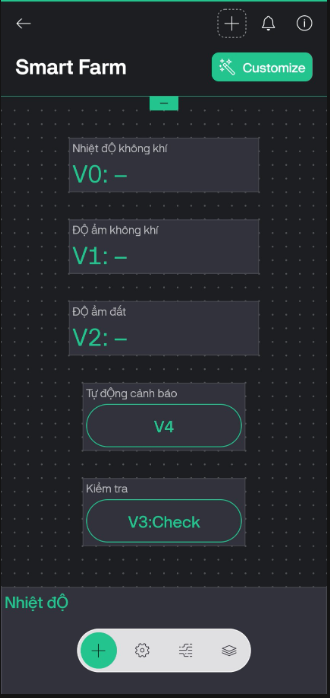 Smart Farm
Customize
Nhiệt độ không khí
V0: –
Độ ẩm không khí
V1: –
Độ ẩm đất
V2: –
Tự động cảnh báo
V4
Kiểm tra
V3:Check
Nhiệt độ